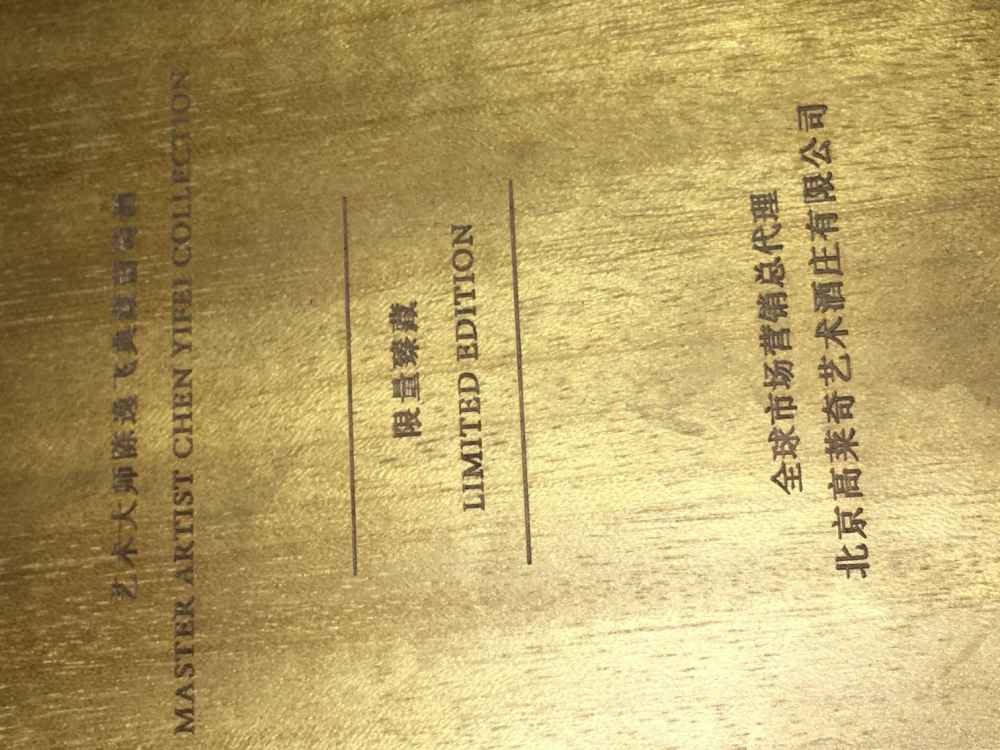 艺术大师陈逸飞典藏
MASTER ARTIST CHEN YIFEI COLLECTION
限量臻藏
LIMITED EDITION
全球市场营销总代理
北京高莱奇艺术酒庄有限公司